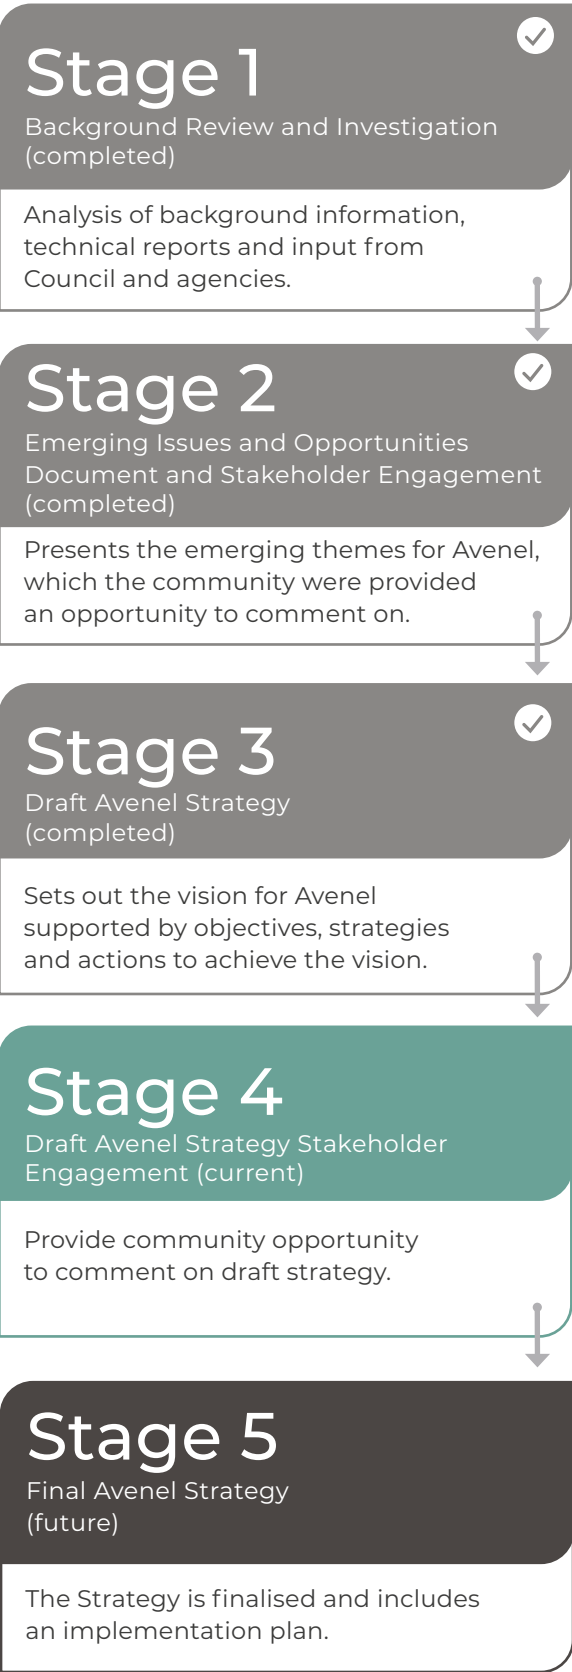 Stage 1
Background Review and Investigation
(completed)
Analysis of background information,
technical reports and input from
Council and agencies.
Stage 2
Emerging Issues and Opportunities
Document and Stakeholder Engagement
(completed)
Presents the emerging themes for Avenel,
which the community were provided
an opportunity to comment on.
Stage 3
Draft Avenel Strategy
(completed)
Sets out the vision for Avenel
supported by objectives, strategies
and actions to achieve the vision.
Stage 4
Draft Avenel Strategy Stakeholder
Engagement (current)
Provide community opportunity
to comment on draft strategy.
Stage 5
Final Avenel Strategy
(future)
The Strategy is finalised and includes
an implementation plan.